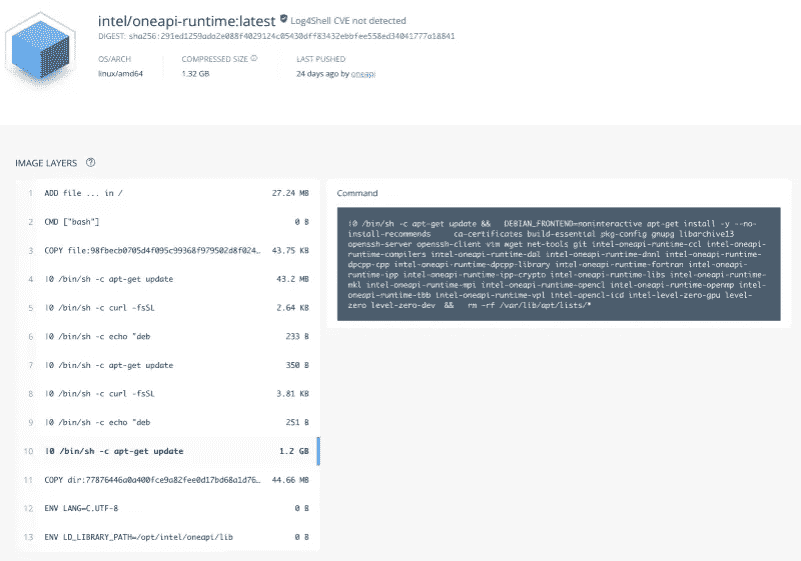 intel/oneapi-runtime:latest Log4Shell CVE not detected
DIGEST: sha256:291ed1259ada2e088f4029124c05430dff83432ebbfee558ed34041777a18841
OS/ARCH COMPRESSED SIZE LAST PUSHED
linux/amd64 1.32 GB 24 days ago by oneapi
IMAGE LAYERS
1 ADD file ... in / 27.24 MB
2 CMD ["bash"] 0 B
3 COPY file:98fbecb0705d4f095c99368f979502d8f024... 43.75 KB
4 |0 /bin/sh -c apt-get update 43.2 MB
5 |0 /bin/sh -c curl -fsSL 2.64 KB
6 |0 /bin/sh -c echo "deb 233 B
7 |0 /bin/sh -c apt-get update 350 B
8 |0 /bin/sh -c curl -fsSL 3.81 KB
9 |0 /bin/sh -c echo "deb 251 B
10 |0 /bin/sh -c apt-get update 1.2 GB
11 COPY dir:77876446a0a400fce9a82fee0d17bd68a1d76... 44.66 MB
12 ENV LANG=C.UTF-8 0 B
13 ENV LD_LIBRARY_PATH=/opt/intel/oneapi/lib 0 B
Command
|0 /bin/sh -c apt-get update && DEBIAN_FRONTEND=noninteractive apt-get install -y --no-
install-recommends ca-certificates build-essential pkg-config gnupg libarchive13
openssh-server openssh-client vim wget net-tools git intel-oneapi-runtime-ccl intel-oneapi-
runtime-compilers intel-oneapi-runtime-dal intel-oneapi-runtime-dnnl intel-oneapi-runtime-
dpcpp-cpp intel-oneapi-runtime-dpcpp-library intel-oneapi-runtime-fortran intel-oneapi-
runtime-ipp intel-oneapi-runtime-ipp-crypto intel-oneapi-runtime-libs intel-oneapi-runtime-
mkl intel-oneapi-runtime-mpi intel-oneapi-runtime-opencl intel-oneapi-runtime-openmp intel-
oneapi-runtime-tbb intel-oneapi-runtime-vpl intel-opencl-icd intel-level-zero-gpu level-
zero level-zero-dev && rm -rf /var/lib/apt/lists/*